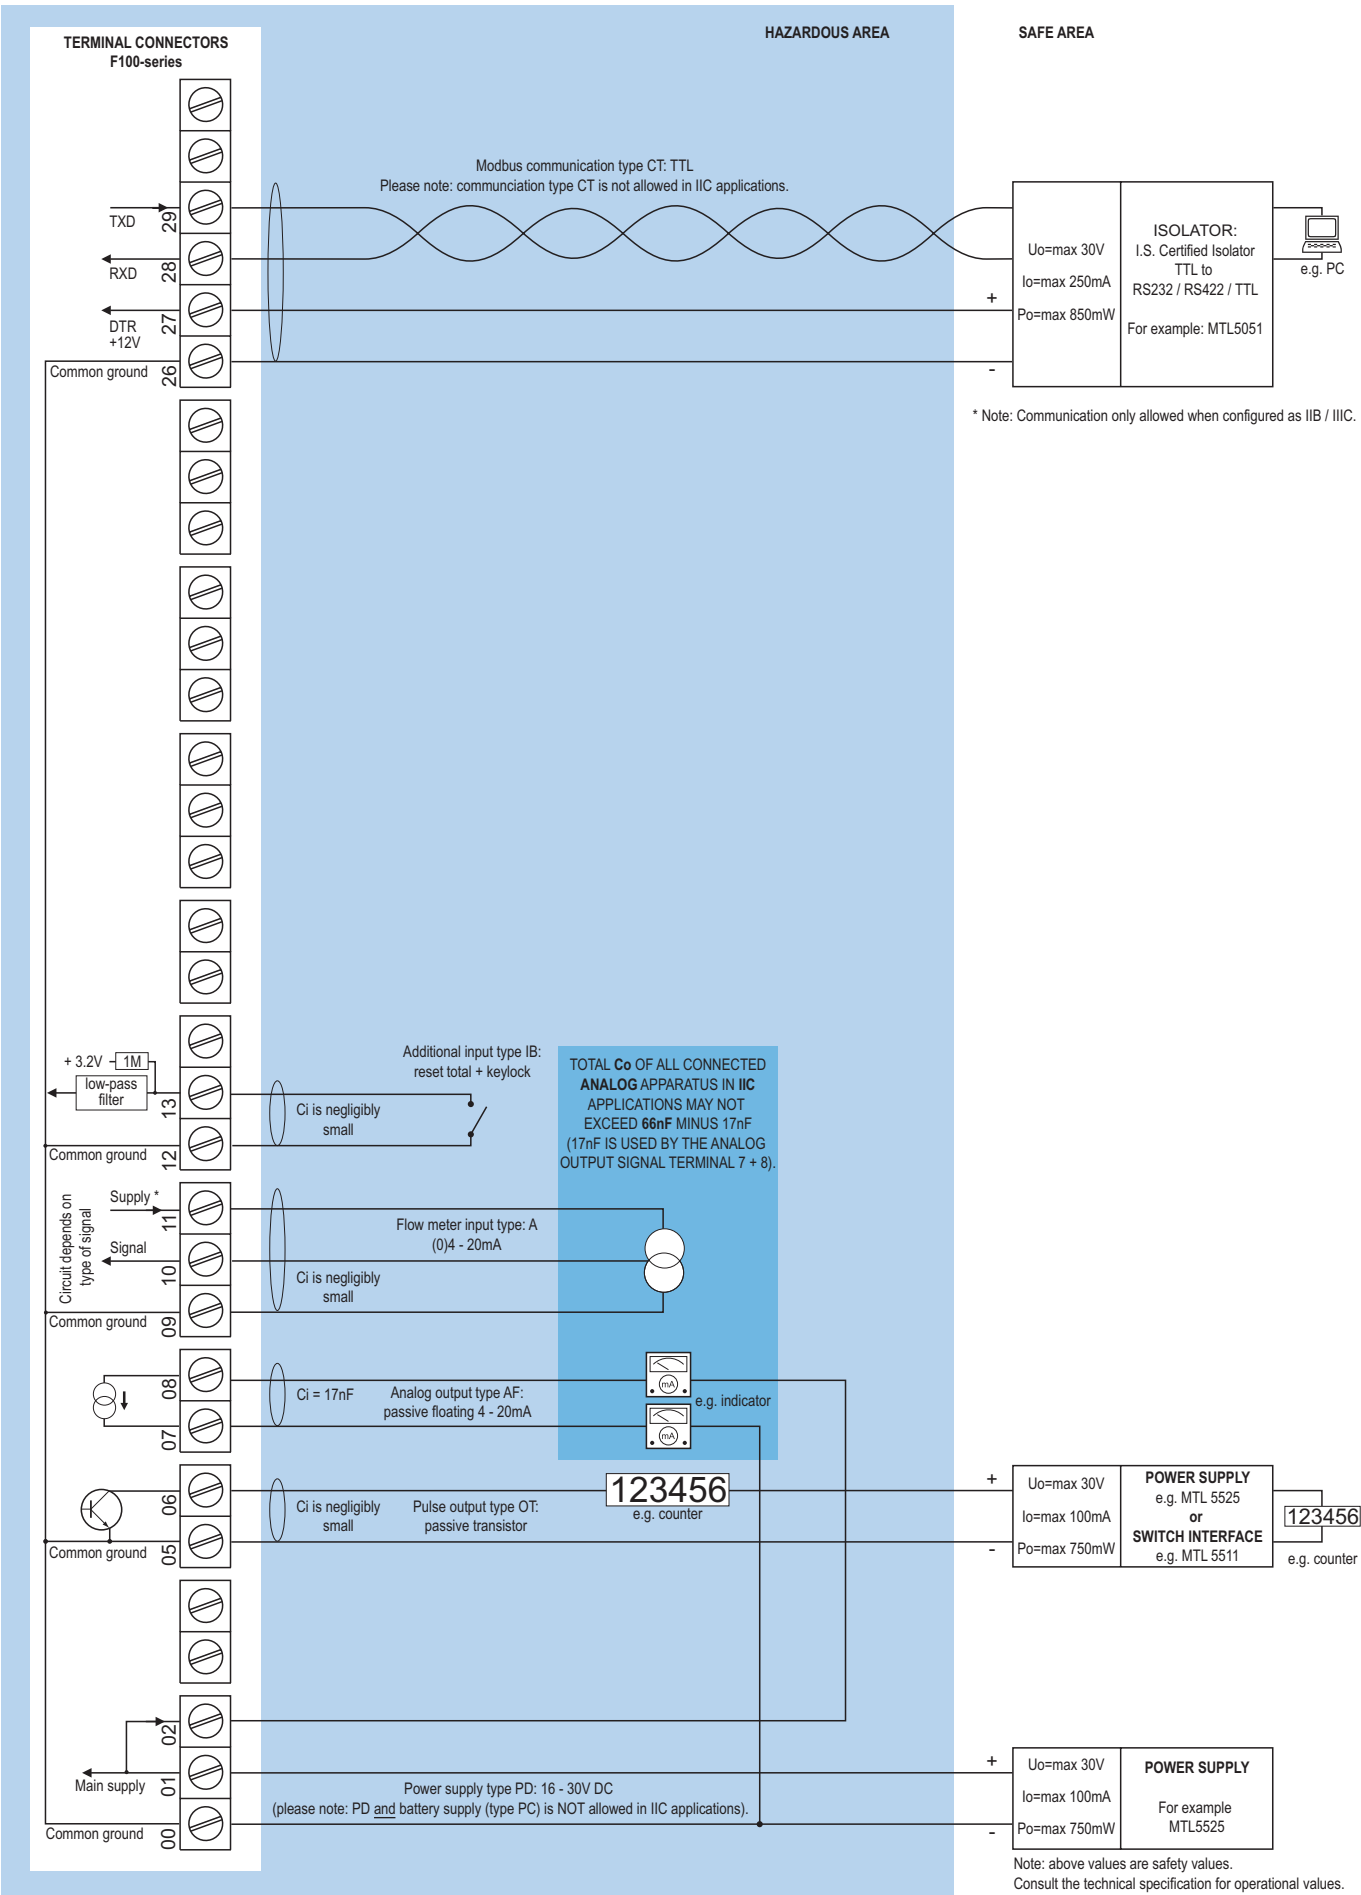 HAZARDOUS AREA
SAFE AREA
TERMINAL CONNECTORS
F100-series
Modbus communication type CT: TTL
Please note: communciation type CT is not allowed in IIC applications.
TXD
29
RXD
28
DTR
+12V
27
Common ground
26
+
-
Uo=max 30V
Io=max 250mA
Po=max 850mW
ISOLATOR:
I.S. Certified Isolator
TTL to
RS232 / RS422 / TTL
For example: MTL5051
e.g. PC
* Note: Communication only allowed when configured as IIB / IIIC.
+ 3.2V
1M
low-pass
filter
13
Common ground
12
Ci is negligibly
small
Additional input type IB:
reset total + keylock
TOTAL Co OF ALL CONNECTED
ANALOG APPARATUS IN IIC
APPLICATIONS MAY NOT
EXCEED 66nF MINUS 17nF
(17nF IS USED BY THE ANALOG
OUTPUT SIGNAL TERMINAL 7 + 8).
Circuit depends on
type of signal
Supply *
11
Signal
10
Common ground
09
Flow meter input type: A
(0)4 - 20mA
Ci is negligibly
small
08
07
Ci = 17nF
Analog output type AF:
passive floating 4 - 20mA
mA
e.g. indicator
mA
06
Common ground
05
Ci is negligibly
small
Pulse output type OT:
passive transistor
123456
e.g. counter
+
-
Uo=max 30V
Io=max 100mA
Po=max 750mW
POWER SUPPLY
e.g. MTL 5525
or
SWITCH INTERFACE
e.g. MTL 5511
123456
e.g. counter
02
Main supply
01
Common ground
00
Power supply type PD: 16 - 30V DC
(please note: PD and battery supply (type PC) is NOT allowed in IIC applications).
+
-
Uo=max 30V
Io=max 100mA
Po=max 750mW
POWER SUPPLY
For example
MTL5525
Note: above values are safety values.
Consult the technical specification for operational values.